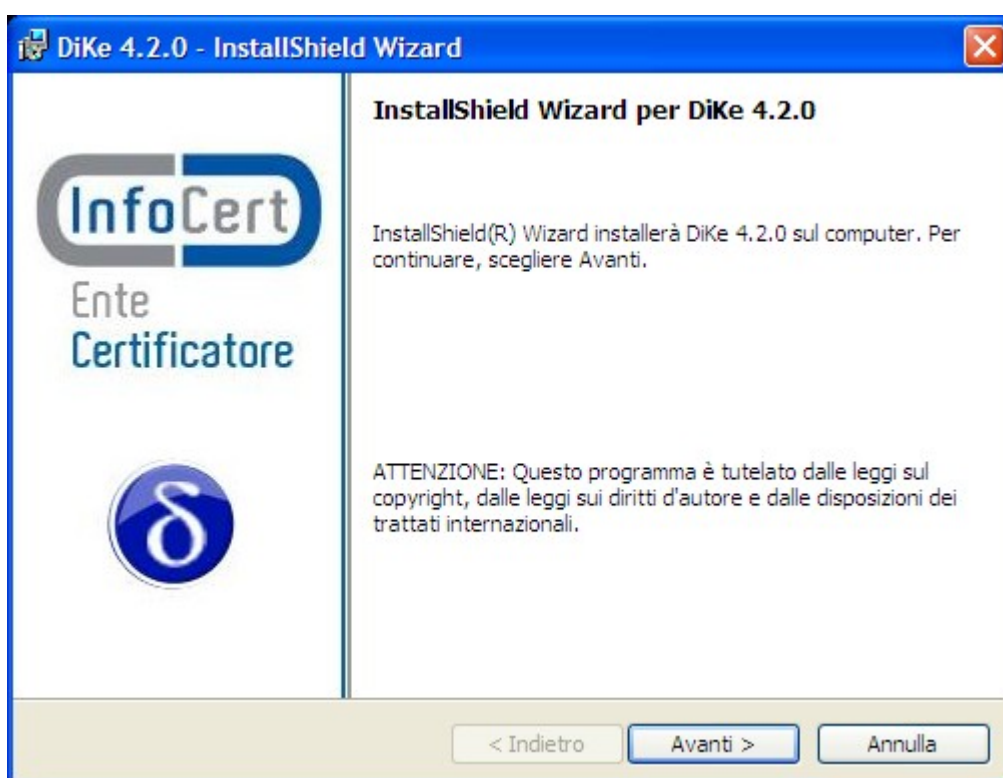 DiKe 4.2.0 - InstallShield Wizard
InfoCert
Ente
Certificatore
δ
InstallShield Wizard per DiKe 4.2.0
InstallShield(R) Wizard installerà DiKe 4.2.0 sul computer. Per
continuare, scegliere Avanti.
ATTENZIONE: Questo programma è tutelato dalle leggi sul
copyright, dalle leggi sui diritti d'autore e dalle disposizioni dei
trattati internazionali.
< Indietro
Avanti >
Annulla